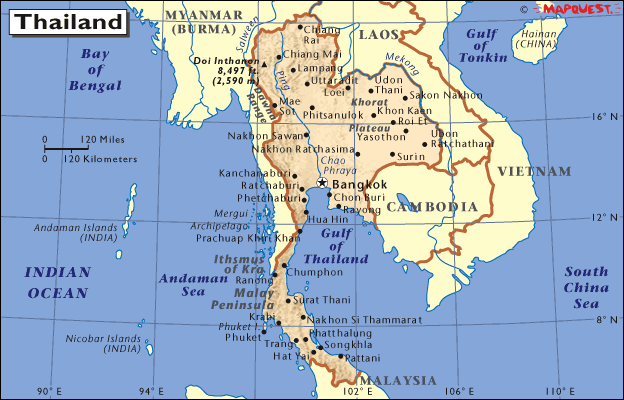 Thailand
MYANMAR
(BURMA)
LAOS
© MAPQUEST.
Hainan
(CHINA)
Gulf
of
Tonkin
Bay
of
Bengal
Salween
Chiang
Rai
Chiang Mai
Mekong
Doi Inthanon
8,497 ft.
(2,590 m)
Lampang
Ping
Uttaradit
Udon
Thani
Loei
Sakon Nakhon
Dawna
Range
Mae
Sot
Khorat
Plateau
Khon Kaen
Phitsanulok
Roi Et
Yasothon
Ubon
Ratchathani
16°N
0 120 Miles
0 120 Kilometers
Nakhon Sawan
Nakhon Ratchasima
Surin
Chao
Phraya
VIETNAM
Kanchanaburi
Bangkok
Ratchaburi
Phetchaburi
Chon Buri
Rayong
CAMBODIA
Mergui
Archipelago
Hua Hin
12°N
Andaman Islands
(INDIA)
Prachuap Khiri Khan
Gulf
of
Thailand
Isthmus
of Kra
INDIAN
OCEAN
Andaman
Sea
Chumphon
Ranong
South
China
Sea
Malay
Peninsula
Surat Thani
Krabi
Nakhon Si Thammarat
8°N
Phuket I.
Phuket
Phatthalung
Nicobar Islands
(INDIA)
Trang
Songkhla
Hat Yai
Pattani
MALAYSIA
90°E
94°E
102°E
106°E
110°E